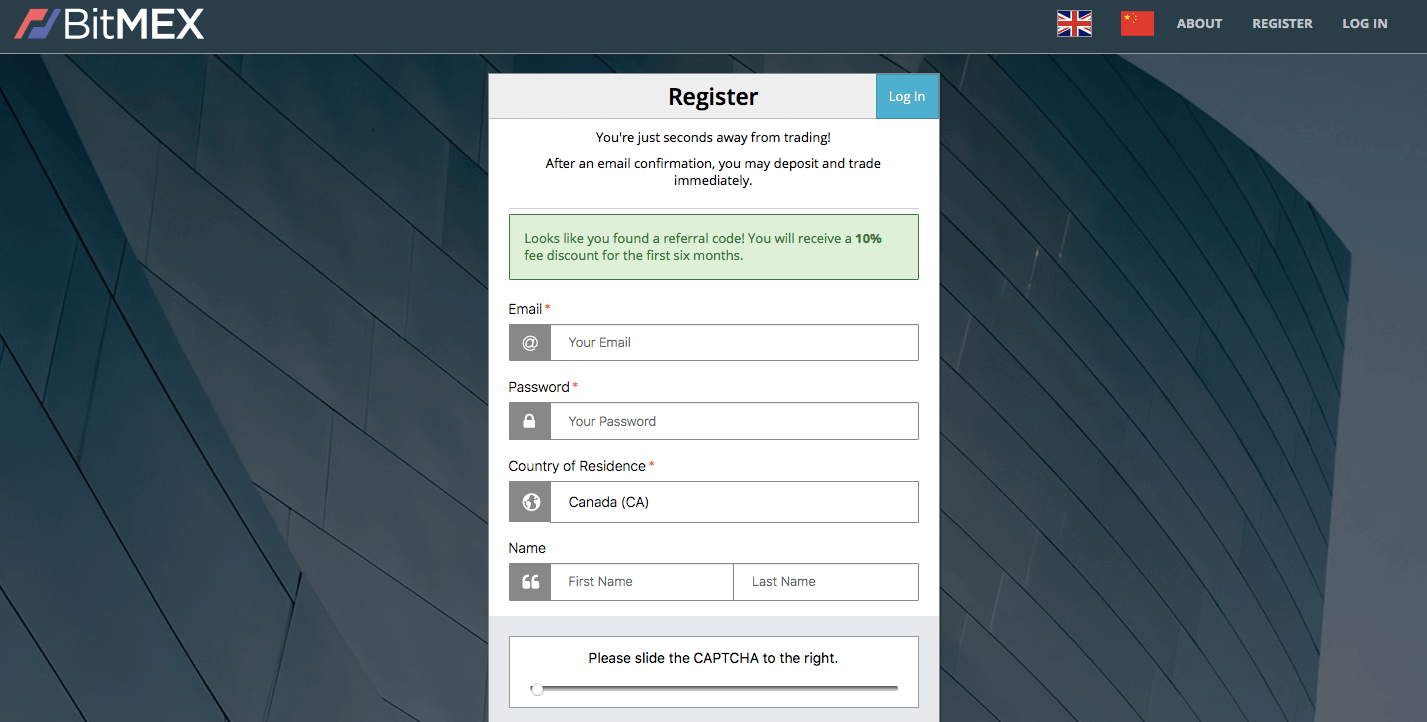 BitMEX
ABOUT REGISTER LOG IN
Register
Log In
You're just seconds away from trading!
After an email confirmation, you may deposit and trade
immediately.
Looks like you found a referral code! You will receive a 10%
fee discount for the first six months.
Email *
@ Your Email
Password *
Your Password
Country of Residence *
Canada (CA)
Name
First Name Last Name
Please slide the CAPTCHA to the right.